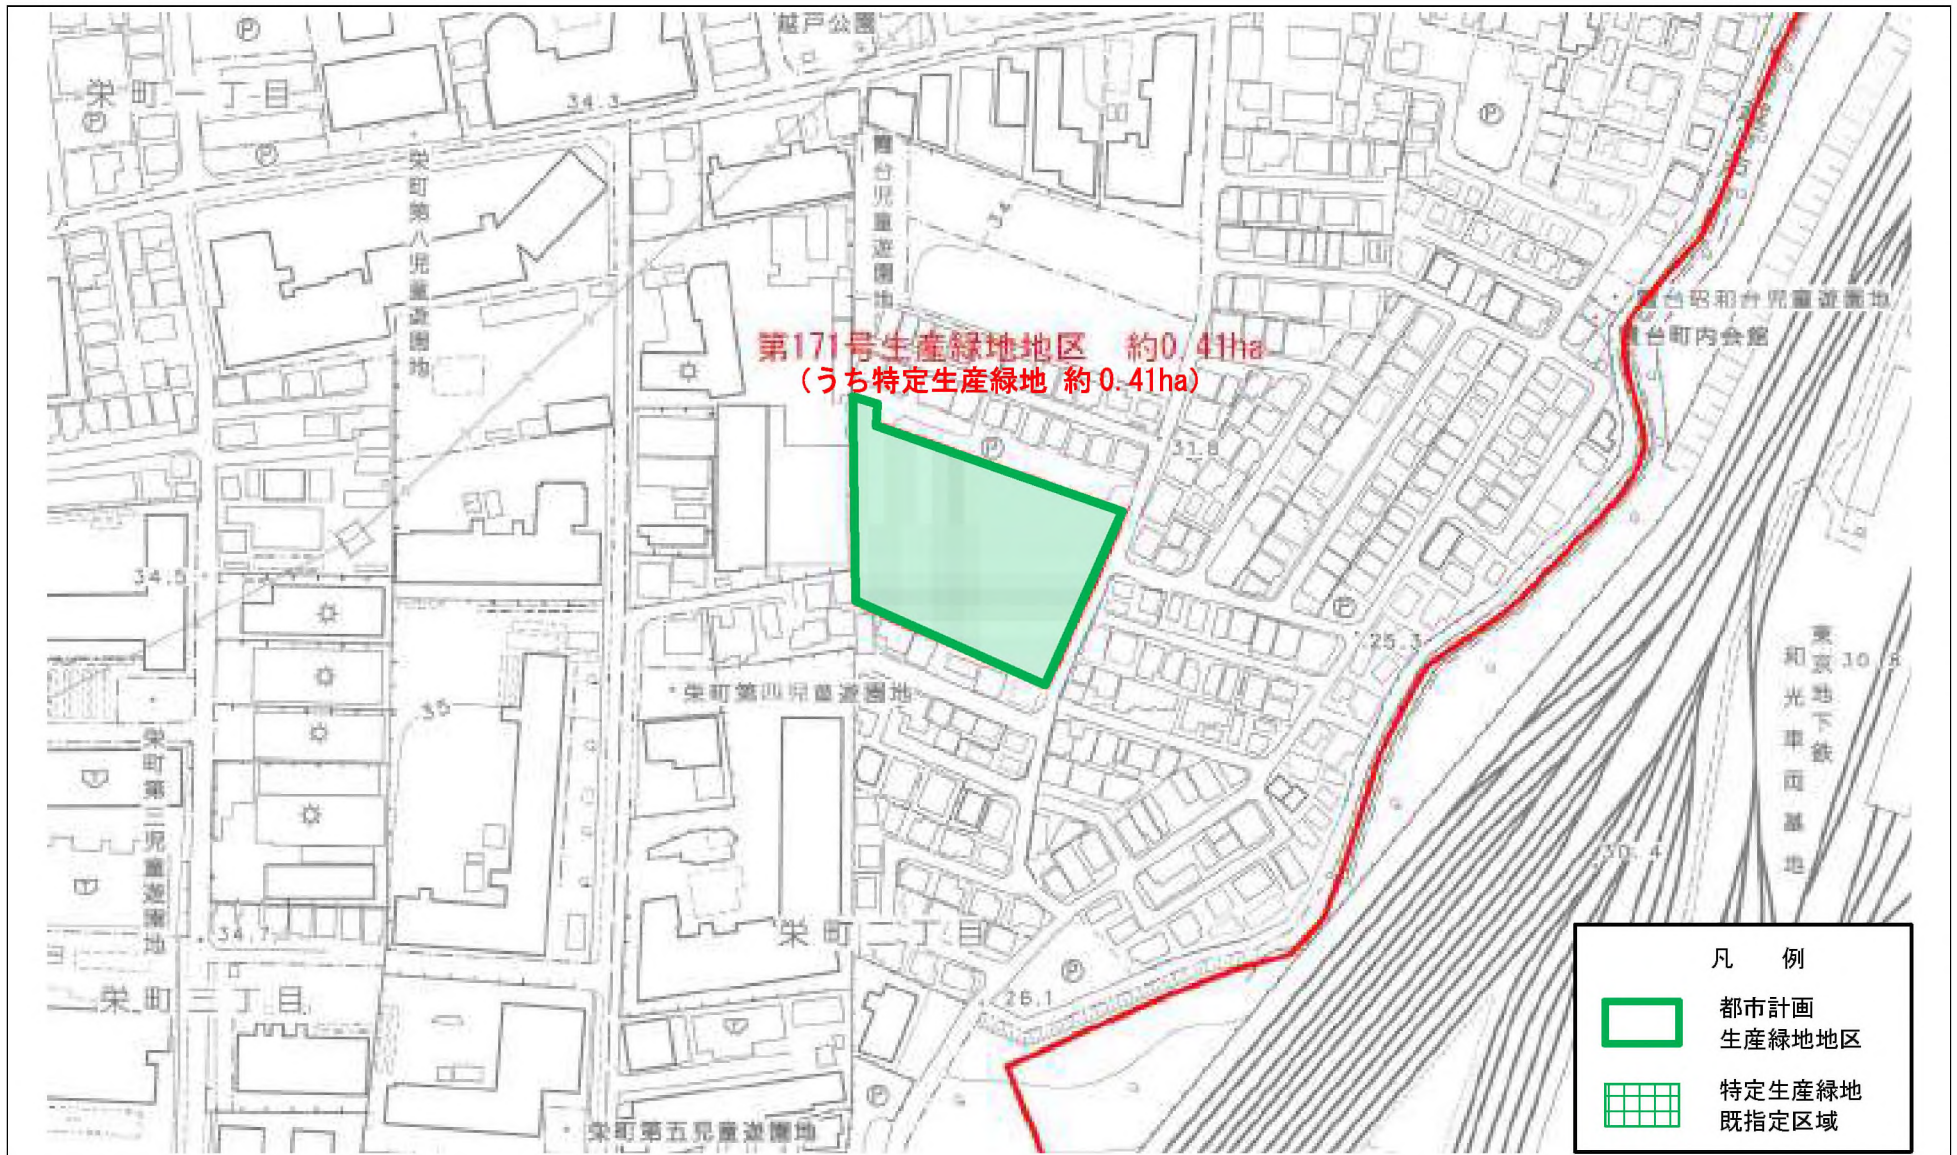 越戸公園
栄町一丁目
34.3
栄町第八児童遊園地
霞台児童遊園地
34
霞台昭和台児童遊園地
霞台町内会館
第171号生産緑地地区 約0.41ha
(うち特定生産緑地 約0.41ha)
31.8
34.5
25.3
東京地下鉄
和光車両基地
30.8
栄町第四児童遊園地
35
栄町第三児童遊園地
30.4
34.7
栄町二丁目
栄町三丁目
26.1
栄町第五児童遊園地
凡 例
都市計画
生産緑地地区
特定生産緑地
既指定区域
P
P
P
P
P
P
P
P